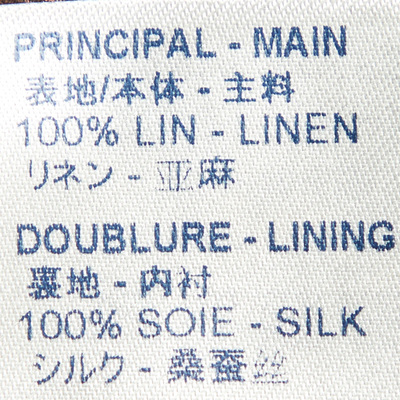 PRINCIPAL - MAIN
表地/本体 - 主料
100% LIN - LINEN
リネン - 亚麻
DOUBLURE - LINING
裏地 - 内衬
100% SOIE - SILK
シルク - 桑蚕丝